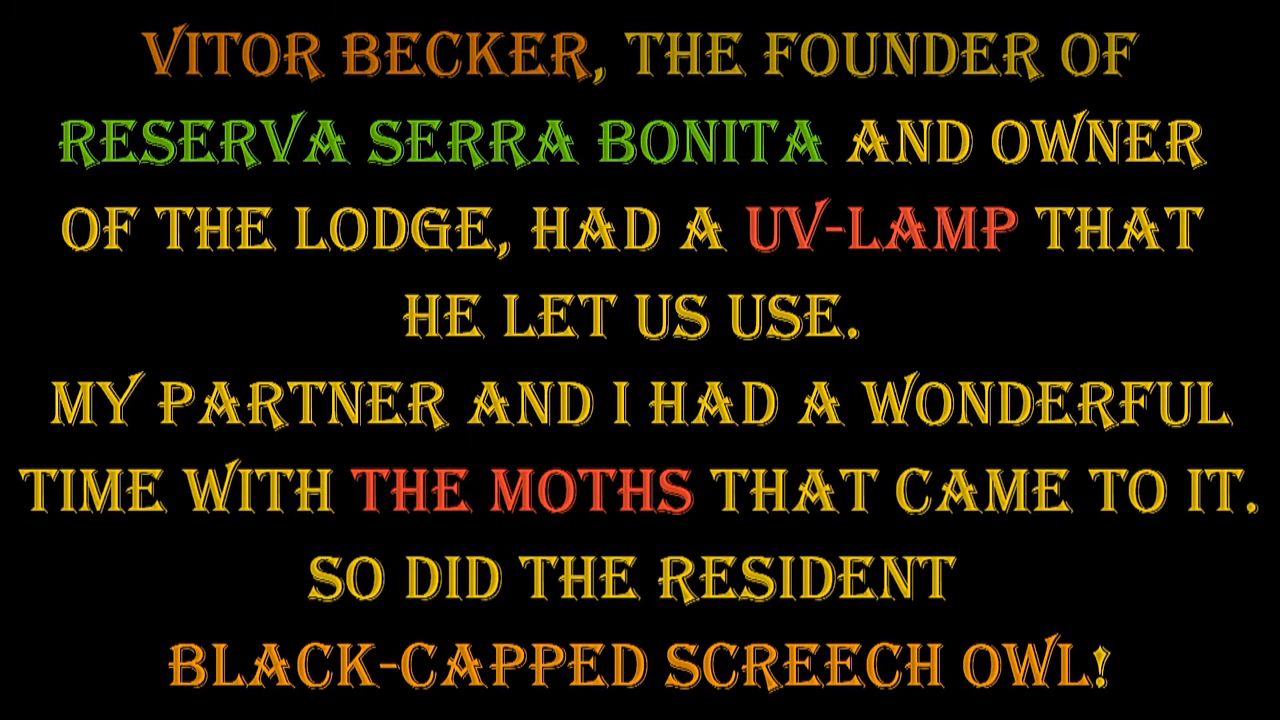 VITOR BECKER, THE FOUNDER OF
RESERVA SERRA BONITA AND OWNER
OF THE LODGE, HAD A UV-LAMP THAT
HE LET US USE.
MY PARTNER AND I HAD A WONDERFUL
TIME WITH THE MOTHS THAT CAME TO IT.
SO DID THE RESIDENT
BLACK-CAPPED SCREECH OWL!